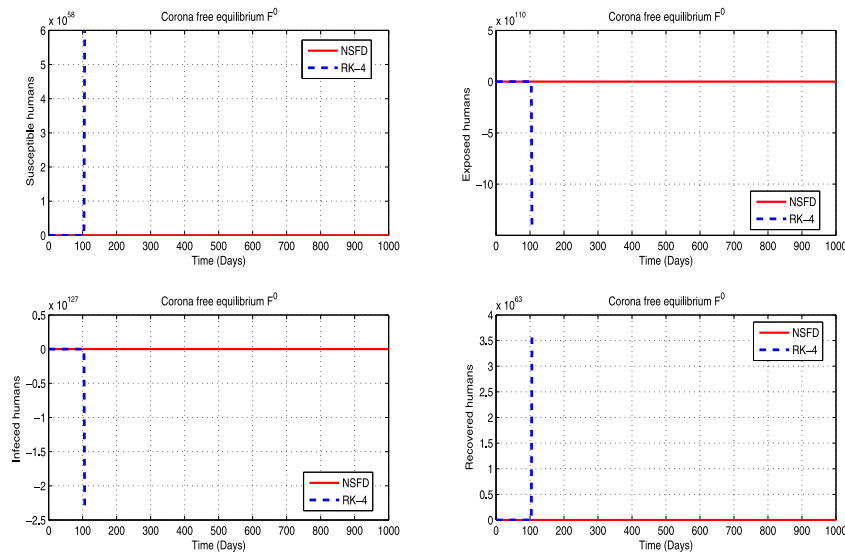 Corona free equilibrium F^0
x 10^58
Susceptible humans
6
5
4
3
2
1
0
NSFD
RK–4
0 100 200 300 400 500 600 700 800 900 1000
Time (Days)
Corona free equilibrium F^0
x 10^110
Exposed humans
5
0
−5
−10
NSFD
RK–4
0 100 200 300 400 500 600 700 800 900 1000
Time (Days)
Corona free equilibrium F^0
x 10^127
Infeced humans
0.5
0
−0.5
−1
−1.5
−2
−2.5
NSFD
RK–4
0 100 200 300 400 500 600 700 800 900 1000
Time (Days)
Corona free equilibrium F^0
x 10^63
Recovered humans
4
3.5
3
2.5
2
1.5
1
0.5
0
NSFD
RK–4
0 100 200 300 400 500 600 700 800 900 1000
Time (Days)